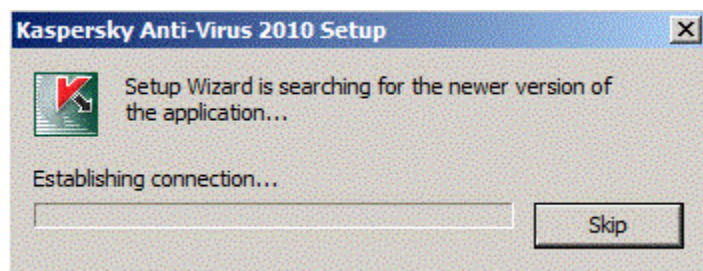 Kaspersky Anti-Virus 2010 Setup
Setup Wizard is searching for the newer version of
the application...
Establishing connection...
Skip